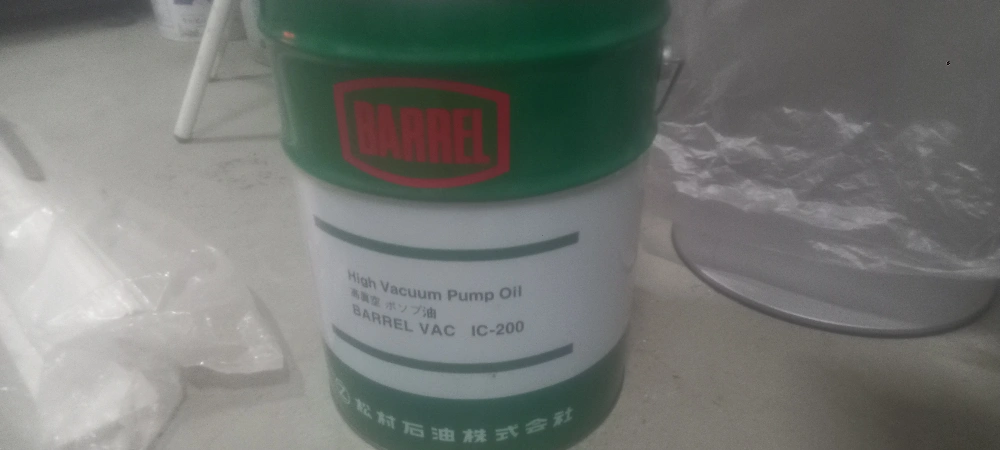 BARREL
High Vacuum Pump Oil
高真空 ポンプ油
BARREL VAC IC-200
松村石油株式会社